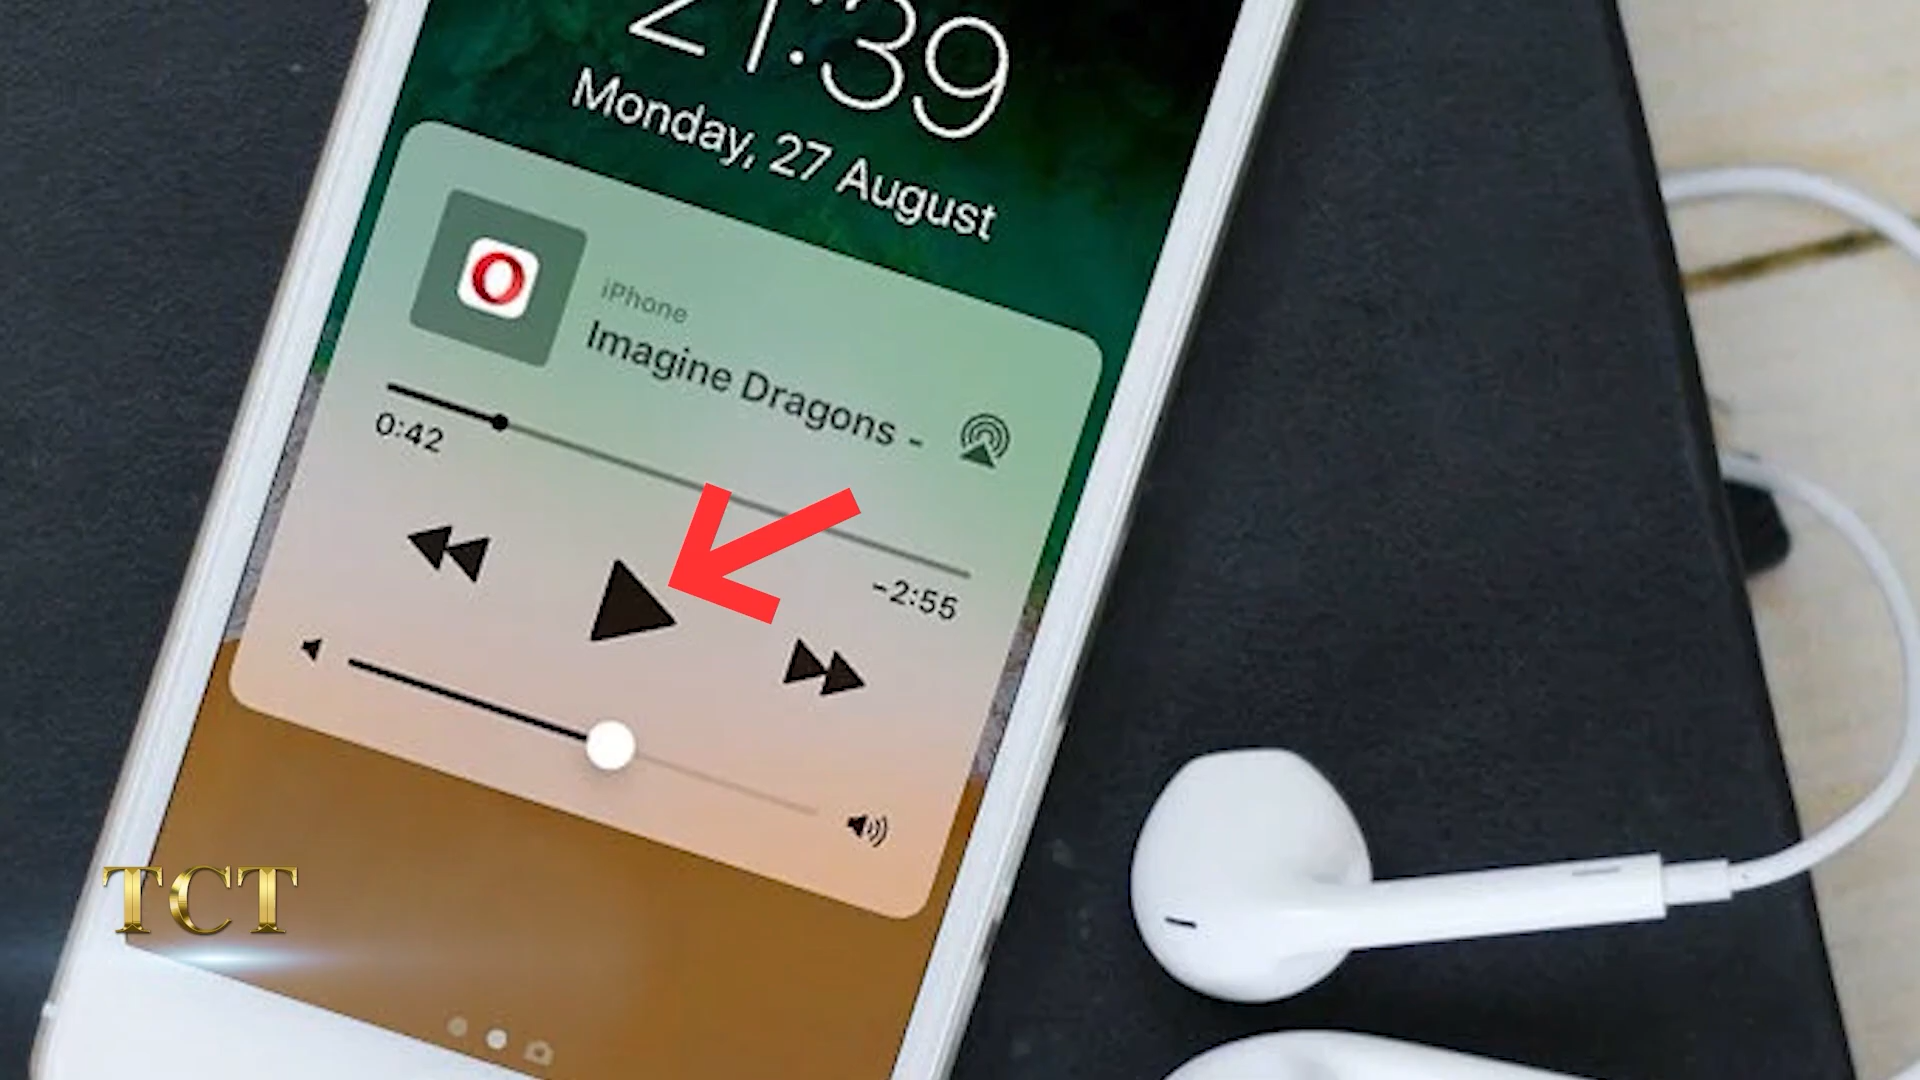 21:39
Monday, 27 August
iPhone
Imagine Dragons -
0:42
-2:55
TCT